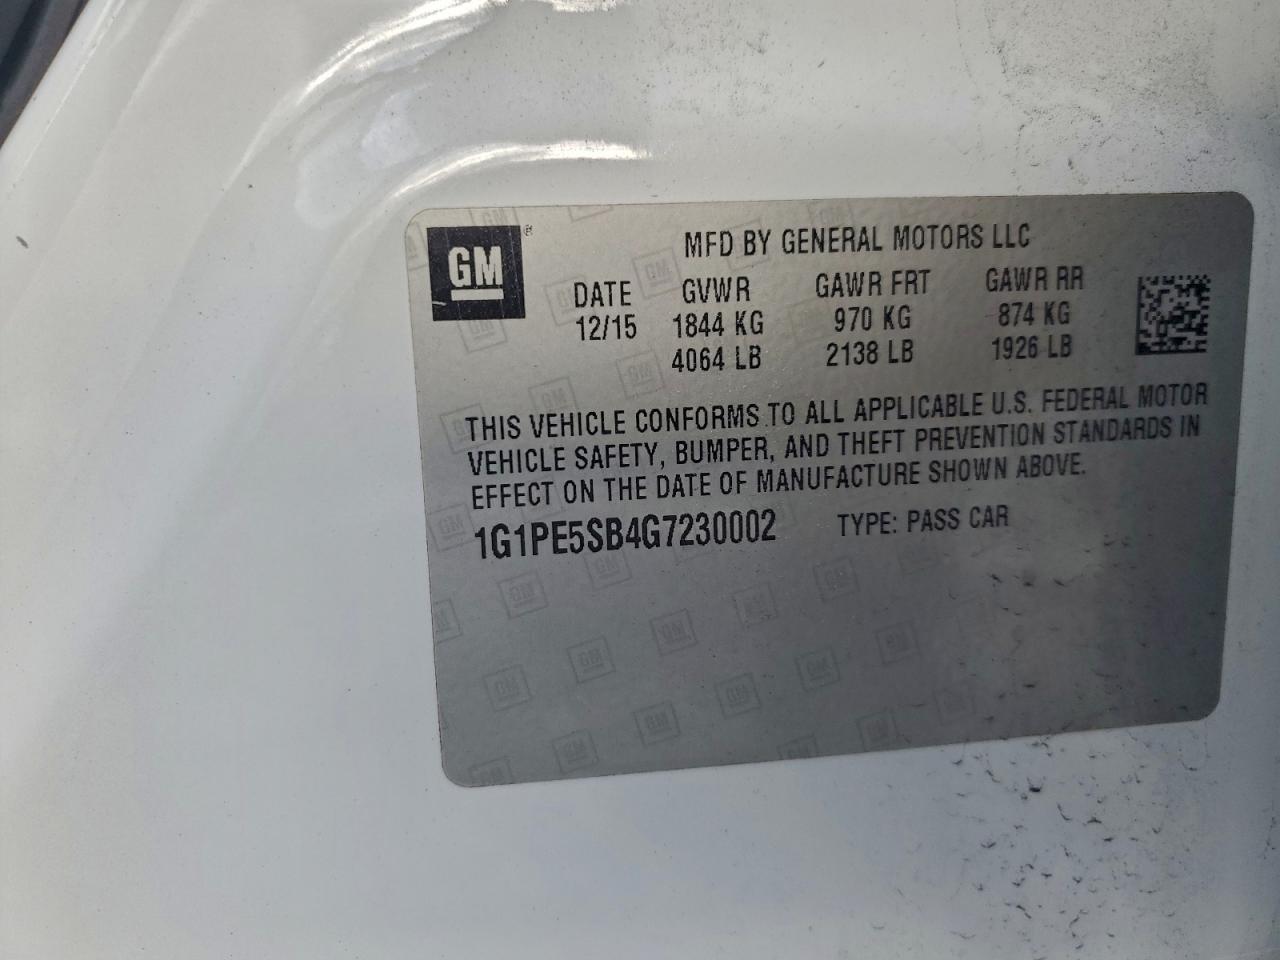 GM
MFD BY GENERAL MOTORS LLC
DATE GVWR GAWR FRT GAWR RR
12/15 1844 KG 970 KG 874 KG
4064 LB 2138 LB 1926 LB
THIS VEHICLE CONFORMS TO ALL APPLICABLE U.S. FEDERAL MOTOR
VEHICLE SAFETY, BUMPER, AND THEFT PREVENTION STANDARDS IN
EFFECT ON THE DATE OF MANUFACTURE SHOWN ABOVE.
1G1PE5SB4G7230002 TYPE: PASS CAR